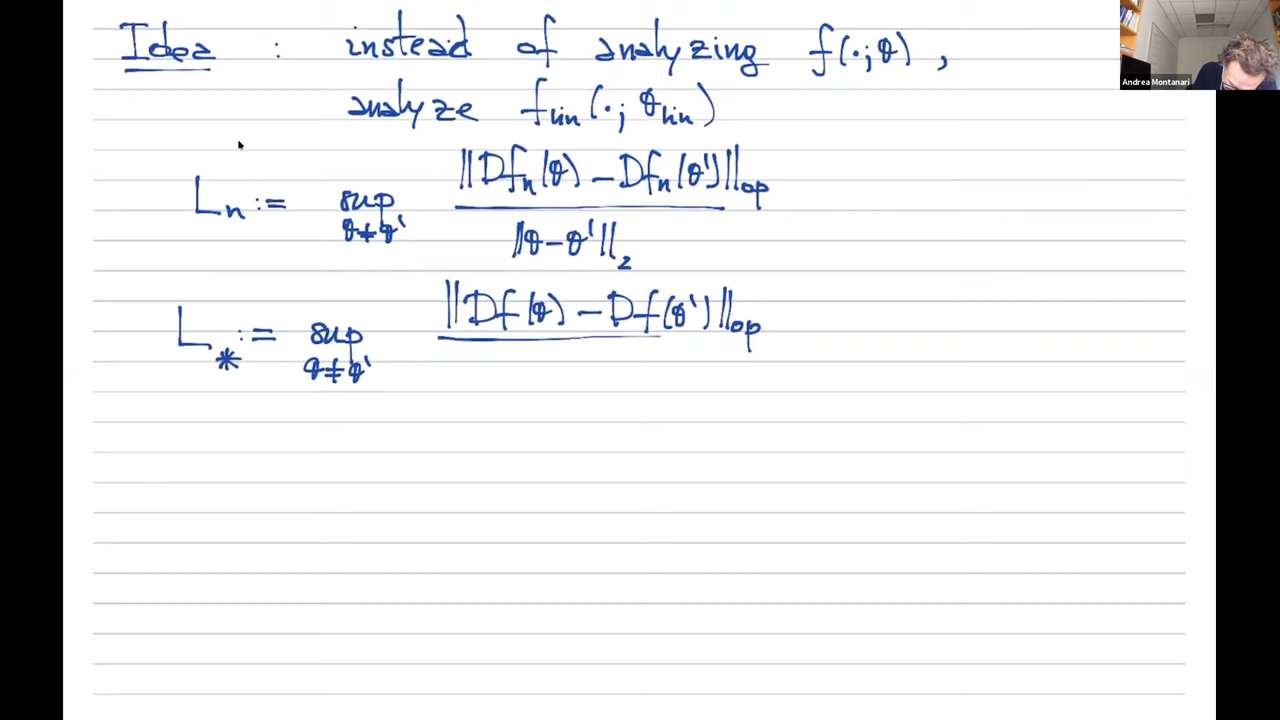 Idea : instead of analyzing f(·;θ),
Andrea Montanari
analyze f_lin(·; θ_lin)
L_n := sup_{θ≠θ'} ‖Df_n(θ) − Df_n(θ')‖_op / ‖θ−θ'‖_2
L_* := sup_{θ≠θ'} ‖Df(θ) − Df(θ')‖_op